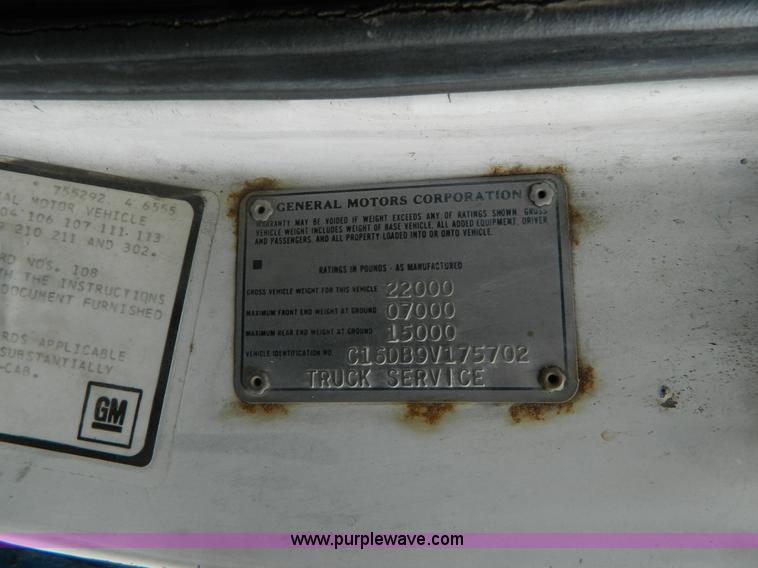 * 755292 4.6555
AL MOTOR VEHICLE
04 106 107 111-113
210 211 AND 302.
RD NOS. 108
TH THE INSTRUCTIONS
DOCUMENT FURNISHED
RDS APPLICABLE
SUBSTANTIALLY
-CAB.
GM
GENERAL MOTORS CORPORATION
WARRANTY MAY BE VOIDED IF WEIGHT EXCEEDS ANY OF RATINGS SHOWN. GROSS
VEHICLE WEIGHT INCLUDES WEIGHT OF BASE VEHICLE, ALL ADDED EQUIPMENT, DRIVER
AND PASSENGERS, AND ALL PROPERTY LOADED INTO OR ONTO VEHICLE.
RATINGS IN POUNDS - AS MANUFACTURED
GROSS VEHICLE WEIGHT FOR THIS VEHICLE 22000
MAXIMUM FRONT END WEIGHT AT GROUND 07000
MAXIMUM REAR END WEIGHT AT GROUND 15000
VEHICLE IDENTIFICATION NO. C16DB9V175702
TRUCK SERVICE
www.purplewave.com